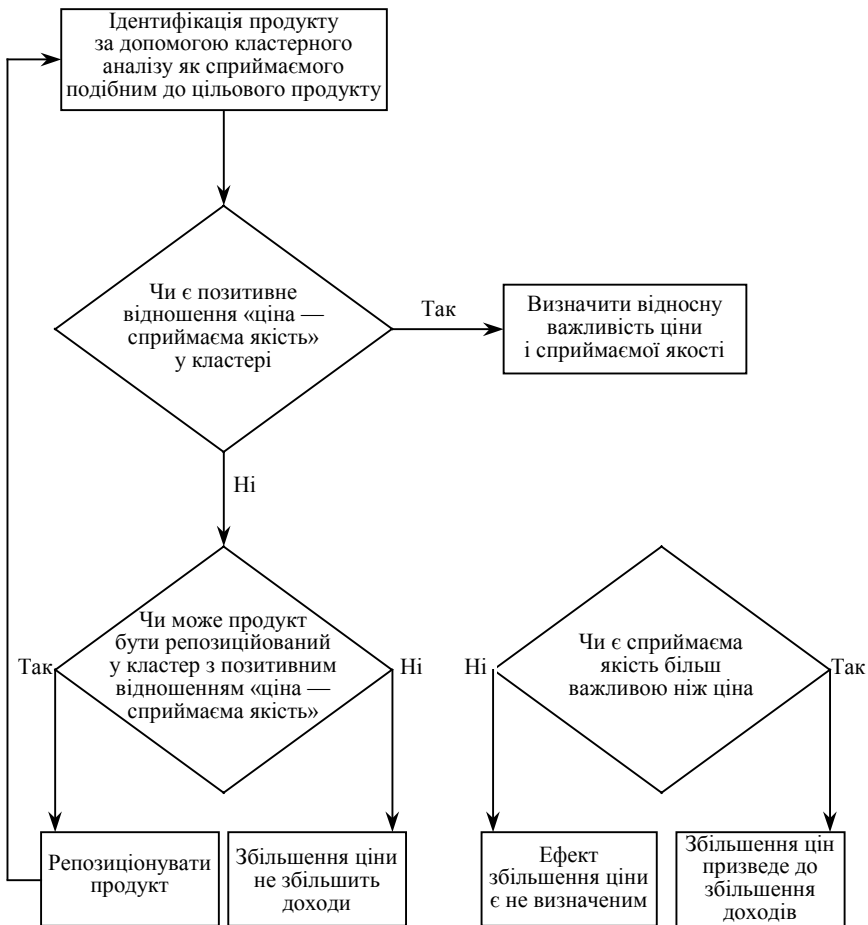 Ідентифікація продукту
за допомогою кластерного
аналізу як сприймаємого
подібним до цільового продукту
Чи є позитивне
відношення «ціна —
сприймаєма якість»
у кластері
Так
Визначити відносну
важливість ціни
і сприймаємої якості
Ні
Чи може продукт
бути репозиційований
у кластер з позитивним
відношенням «ціна —
сприймаєма якість»
Так
Ні
Чи є сприймаєма
якість більш
важливою ніж ціна
Ні
Так
Репозиціонувати
продукт
Збільшення ціни
не збільшить
доходи
Ефект
збільшення ціни
є не визначеним
Збільшення цін
призведе до
збільшення
доходів